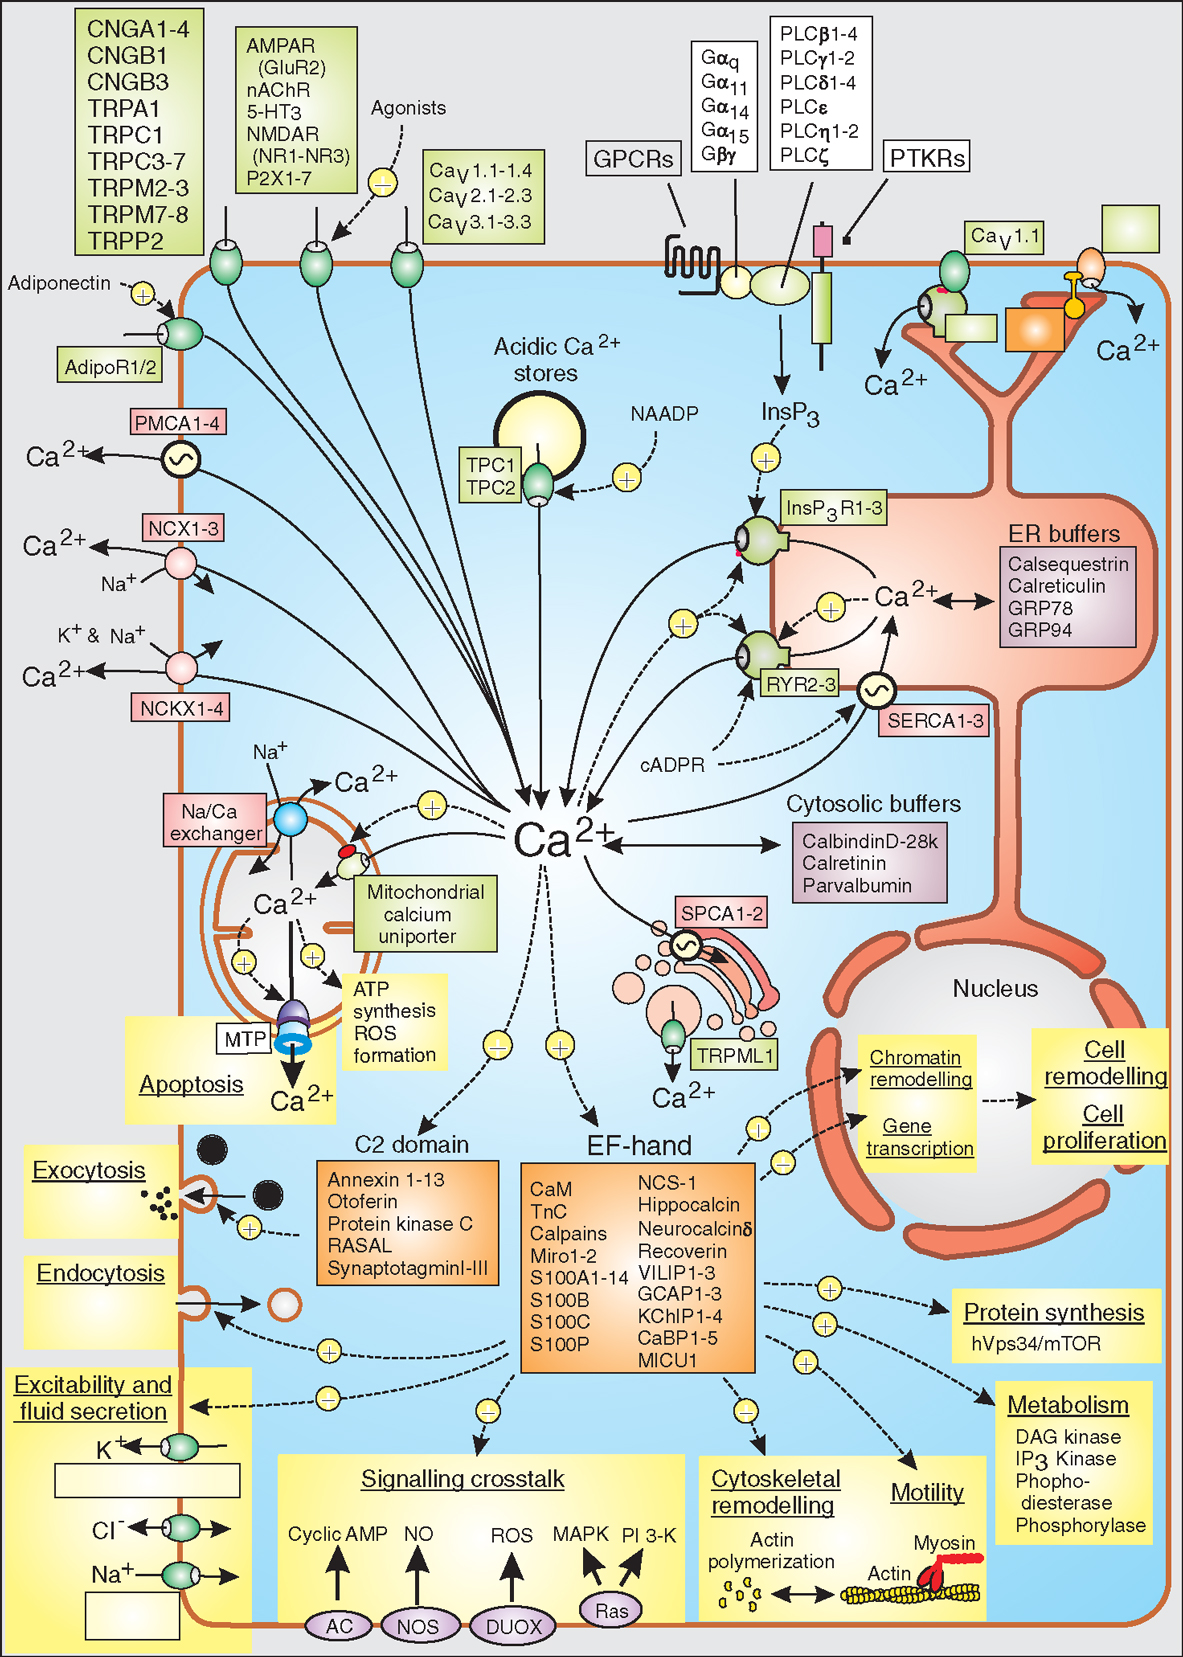 CNGA1-4
CNGB1
CNGB3
TRPA1
TRPC1
TRPC3-7
TRPM2-3
TRPM7-8
TRPP2
AMPAR
(GluR2)
nAChR
5-HT3
NMDAR
(NR1-NR3)
P2X1-7
Agonists
CaV1.1-1.4
CaV2.1-2.3
CaV3.1-3.3
GPCRs
Gαq
Gα11
Gα14
Gα15
Gβγ
PLCβ1-4
PLCγ1-2
PLCδ1-4
PLCε
PLCη1-2
PLCζ
PTKRs
CaV1.1
Ca2+
Ca2+
Adiponectin
+
AdipoR1/2
PMCA1-4
Ca2+
NCX1-3
Ca2+
Na+
K+ & Na+
Ca2+
NCKX1-4
Acidic Ca2+
stores
TPC1
TPC2
NAADP
+
InsP3
+
InsP3R1-3
ER buffers
Calsequestrin
Calreticulin
GRP78
GRP94
Ca2+
+
+
RYR2-3
SERCA1-3
cADPR
Na+
Ca2+
Na/Ca
exchanger
+
Ca2+
Cytosolic buffers
CalbindinD-28k
Calretinin
Parvalbumin
Ca2+
Mitochondrial
calcium
uniporter
+
+
ATP
synthesis
ROS
formation
MTP
Apoptosis
Ca2+
SPCA1-2
TRPML1
Ca2+
Nucleus
Chromatin
remodelling
Gene
transcription
Cell
remodelling
Cell
proliferation
+
C2 domain
Annexin 1-13
Otoferin
Protein kinase C
RASAL
SynaptotagminI-III
EF-hand
CaM
TnC
Calpains
Miro1-2
S100A1-14
S100B
S100C
S100P
NCS-1
Hippocalcin
Neurocalcinδ
Recoverin
VILIP1-3
GCAP1-3
KChIP1-4
CaBP1-5
MICU1
+
Exocytosis
+
Endocytosis
+
Excitability and
fluid secretion
K+
Cl-
Na+
Protein synthesis
hVps34/mTOR
+
+
+
Metabolism
DAG kinase
IP3 Kinase
Phopho-
diesterase
Phosphorylase
Signalling crosstalk
Cyclic AMP
NO
ROS
MAPK
PI 3-K
AC
NOS
DUOX
Ras
Cytoskeletal
remodelling
Motility
Actin
polymerization
Actin
Myosin